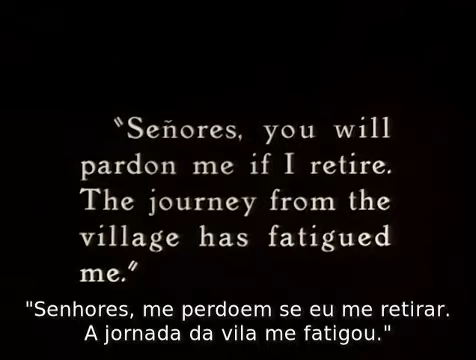 "Señores, you will
pardon me if I retire.
The journey from the
village has fatigued
me."
"Senhores, me perdoem se eu me retirar.
A jornada da vila me fatigou."